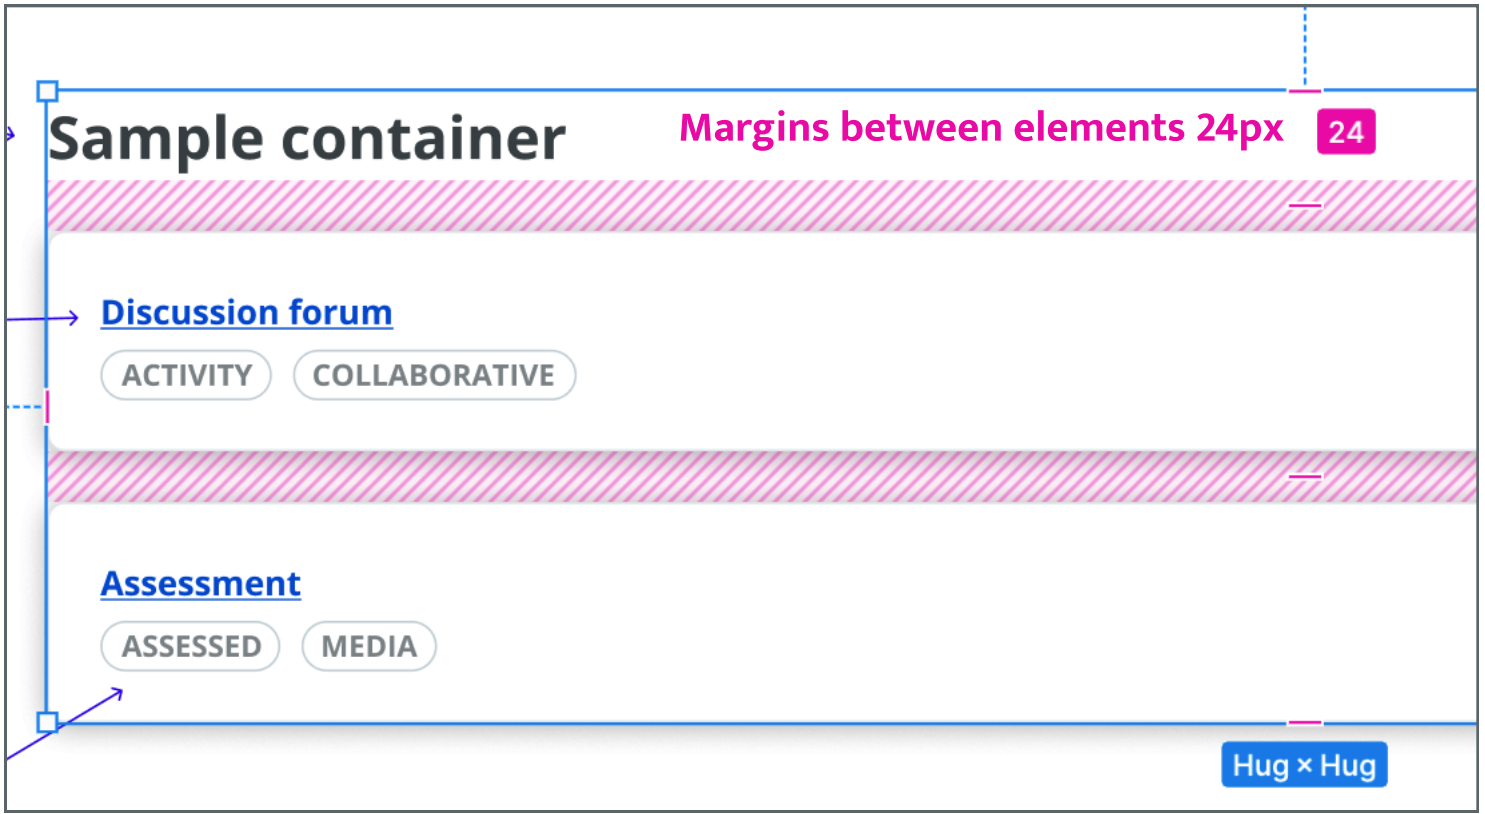 Sample container
Margins between elements 24px
24
Discussion forum
ACTIVITY
COLLABORATIVE
Assessment
ASSESSED
MEDIA
Hug × Hug